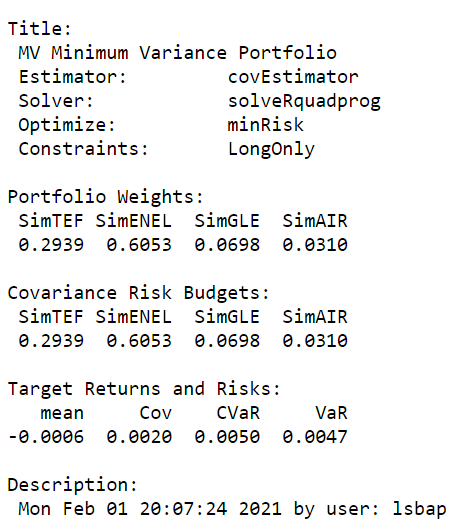 Title:
MV Minimum Variance Portfolio
Estimator: covEstimator
Solver: solveRquadprog
Optimize: minRisk
Constraints: LongOnly
Portfolio Weights:
SimTEF SimENEL SimGLE SimAIR
0.2939 0.6053 0.0698 0.0310
Covariance Risk Budgets:
SimTEF SimENEL SimGLE SimAIR
0.2939 0.6053 0.0698 0.0310
Target Returns and Risks:
mean Cov CVaR VaR
-0.0006 0.0020 0.0050 0.0047
Description:
Mon Feb 01 20:07:24 2021 by user: lsbap